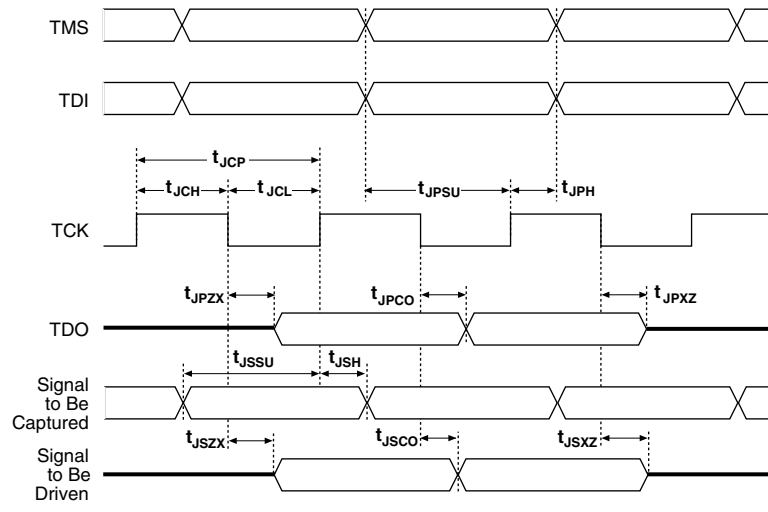 TMS
TDI
tJCP
tJCH
tJCL
tJPSU
tJPH
TCK
tJPZX
tJPCO
tJPXZ
TDO
tJSSU
tJSH
Signal
to Be
Captured
tJSZX
tJSCO
tJSXZ
Signal
to Be
Driven